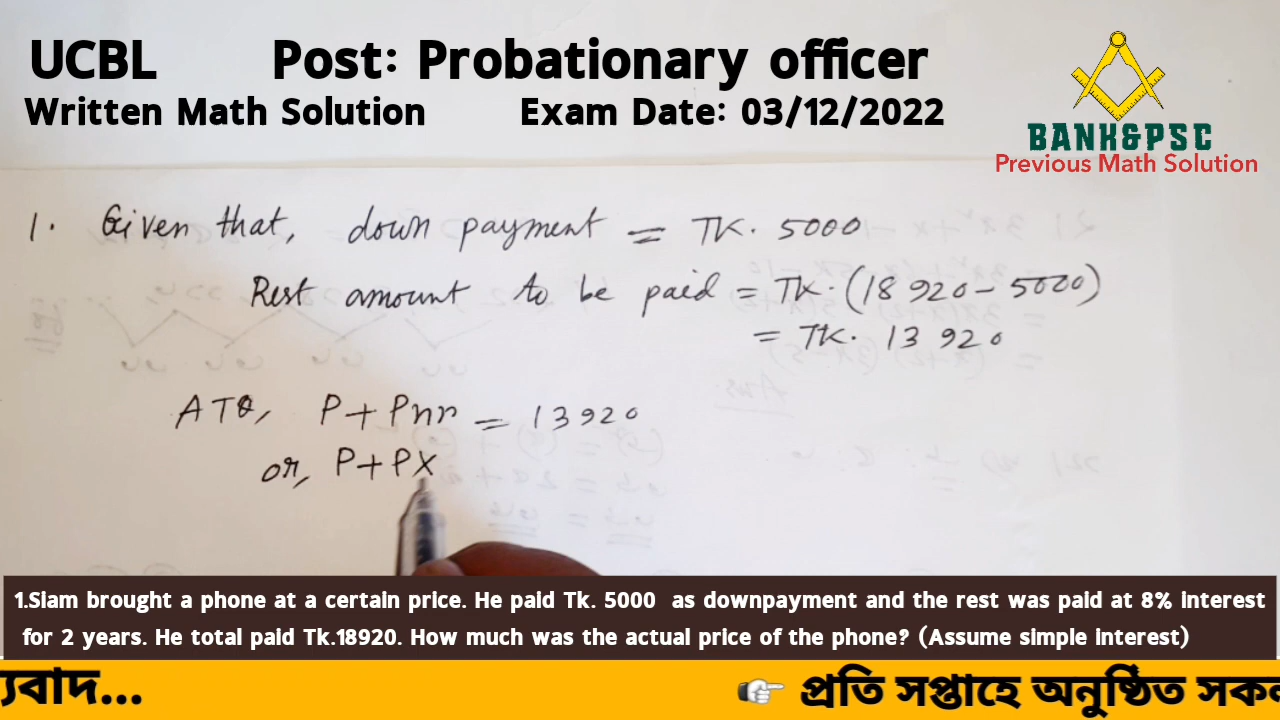 UCBL Post: Probationary officer
Written Math Solution Exam Date: 03/12/2022
BANK&PSC
Previous Math Solution
1. Given that, down payment = TK. 5000
Rest amount to be paid = TK. (18 920 - 5000)
= TK. 13 920
ATQ, P + Pnr = 13920
or, P + PX
1.Siam brought a phone at a certain price. He paid Tk. 5000 as downpayment and the rest was paid at 8% interest
for 2 years. He total paid Tk.18920. How much was the actual price of the phone? (Assume simple interest)
প্রতি সপ্তাহে অনুষ্ঠিত